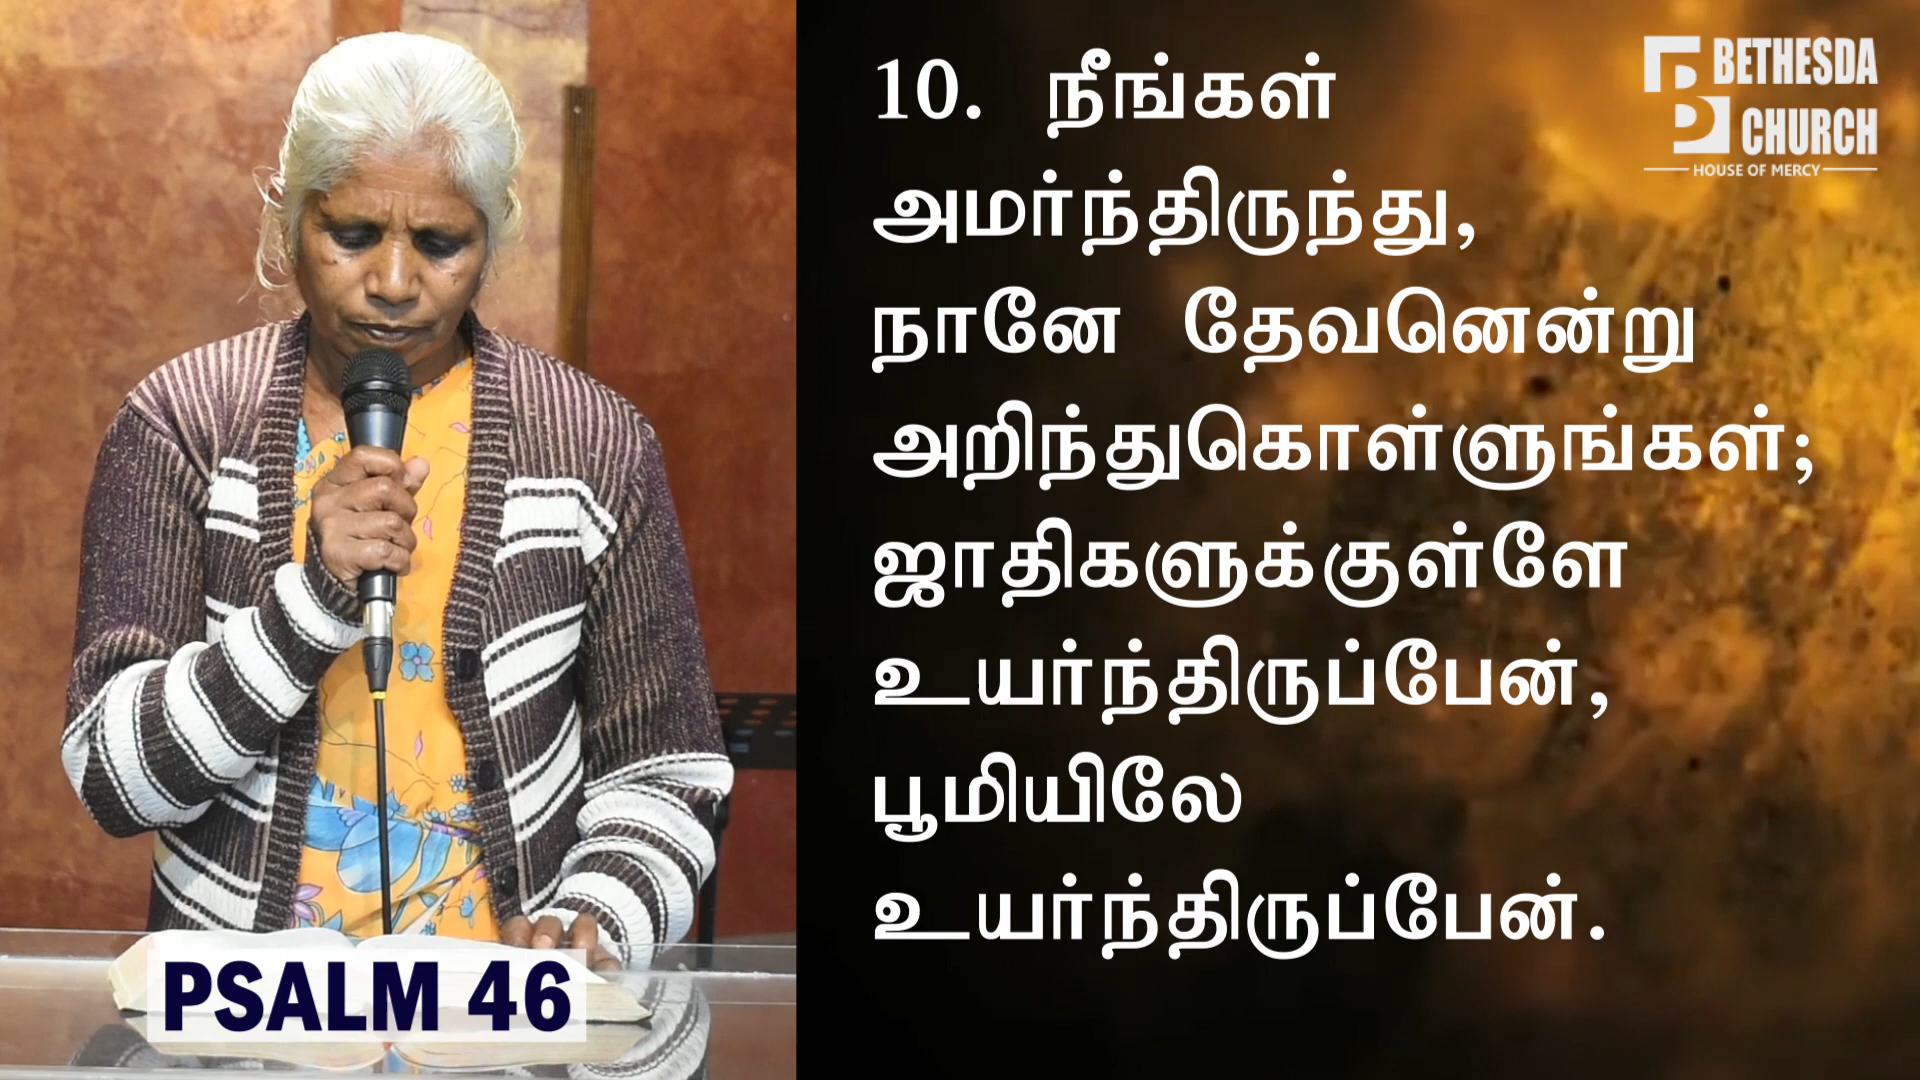 10. நீங்கள்
அமர்ந்திருந்து,
நானே தேவனென்று
அறிந்துகொள்ளுங்கள்;
ஜாதிகளுக்குள்ளே
உயர்ந்திருப்பேன்,
பூமியிலே
உயர்ந்திருப்பேன்.
BETHESDA
CHURCH
HOUSE OF MERCY
PSALM 46